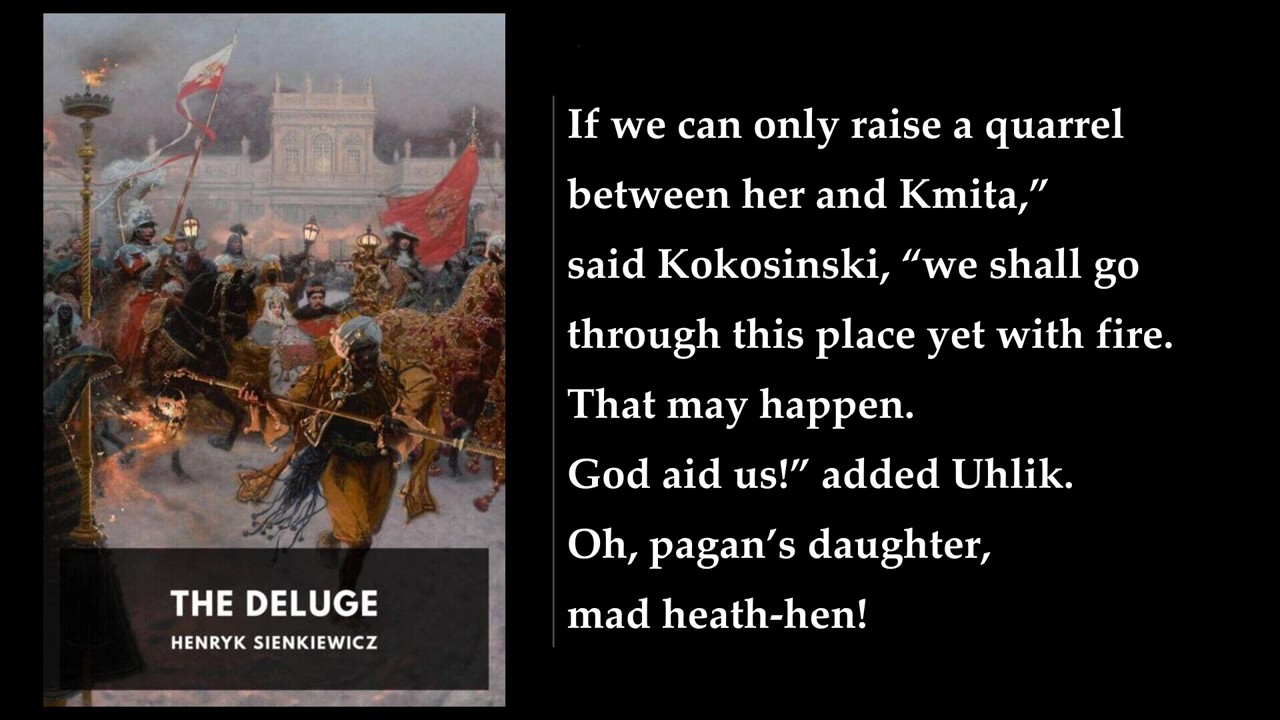 THE DELUGE
HENRYK SIENKIEWICZ
If we can only raise a quarrel
between her and Kmita,”
said Kokosinski, “we shall go
through this place yet with fire.
That may happen.
God aid us!” added Uhlik.
Oh, pagan’s daughter,
mad heath-hen!